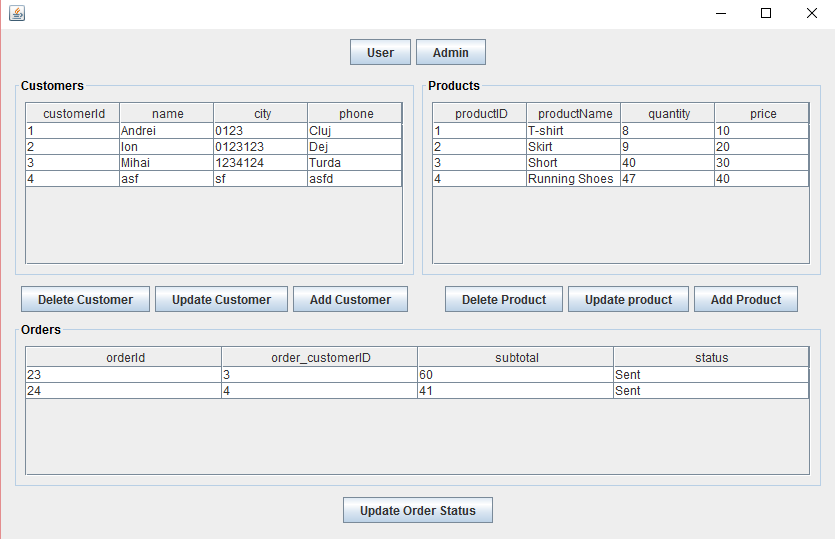 User Admin
Customers
customerId name city phone
1 Andrei 0123 Cluj
2 Ion 0123123 Dej
3 Mihai 1234124 Turda
4 asf sf asfd
Products
productID productName quantity price
1 T-shirt 8 10
2 Skirt 9 20
3 Short 40 30
4 Running Shoes 47 40
Delete Customer Update Customer Add Customer
Delete Product Update product Add Product
Orders
orderId order_customerID subtotal status
23 3 60 Sent
24 4 41 Sent
Update Order Status